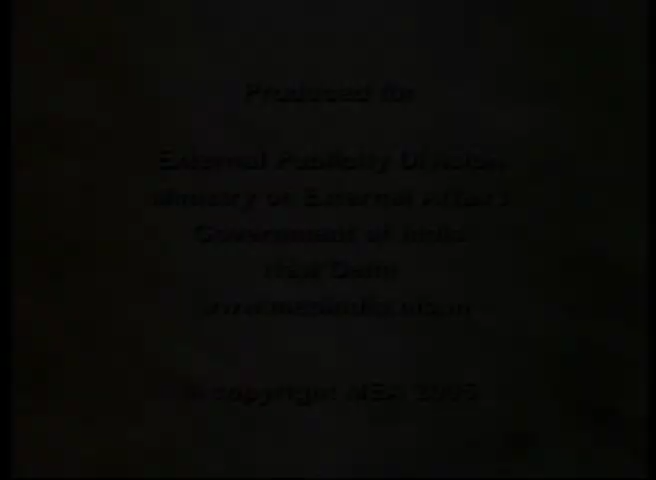 Produced for
External Publicity Division
Ministry of External Affairs
Government of India
New Delhi
© copyright MEA